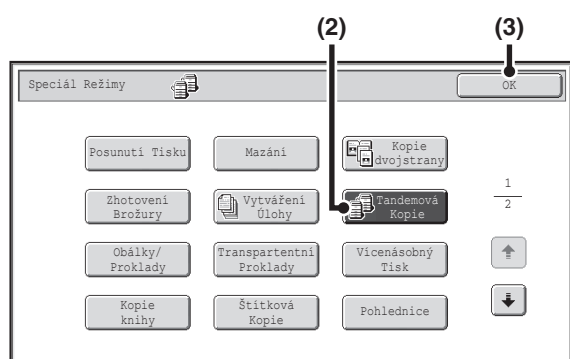 (2) (3)
Speciál Režimy OK
Posunutí Tisku Mazání Kopie
dvojstrany
Zhotovení
Brožury
Vytváření
Úlohy
Tandemová
Kopie
1
2
Obálky/
Proklady
Transpartentní
Proklady
Vícenásobný
Tisk
Kopie
knihy
Štítková
Kopie
Pohlednice